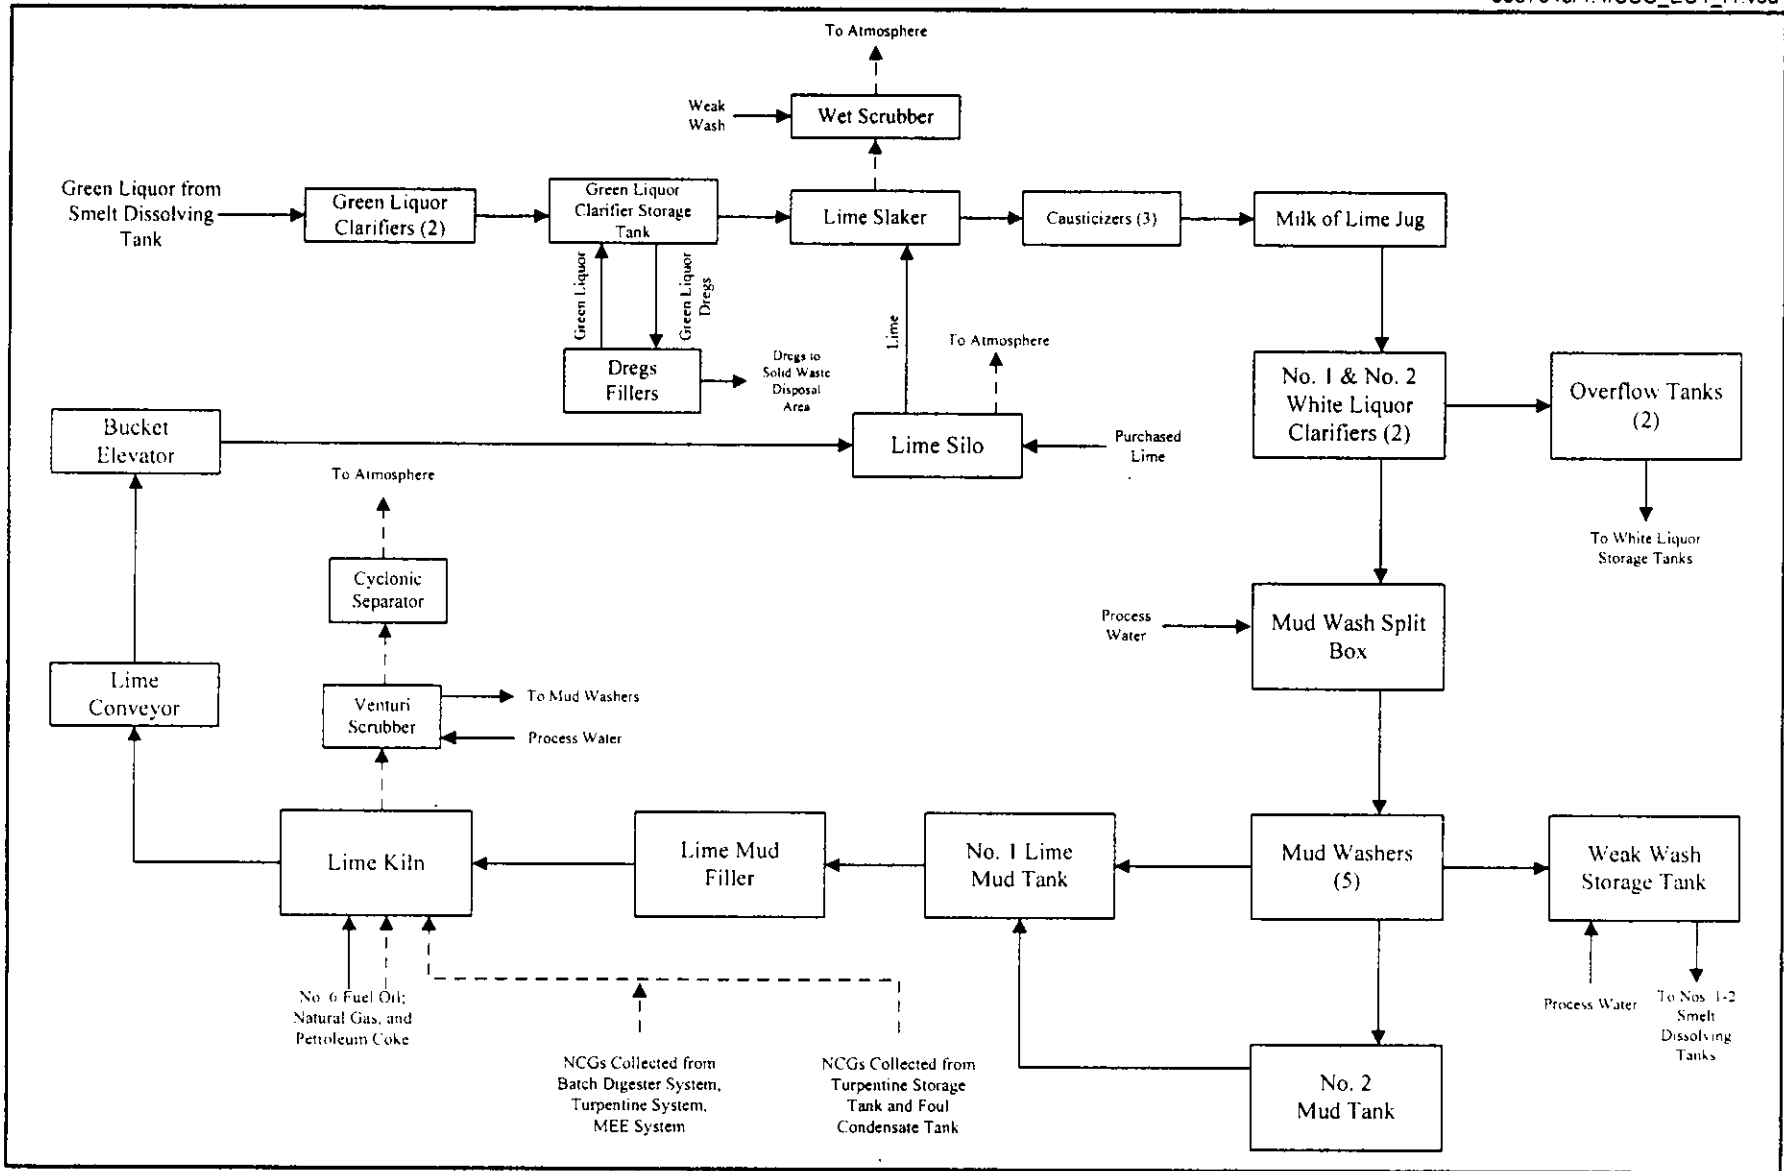 To Atmosphere
Weak
Wash
Wet Scrubber
Green Liquor from
Smelt Dissolving
Tank
Green Liquor
Clarifiers (2)
Green Liquor
Clarifier Storage
Tank
Lime Slaker
Causticizers (3)
Milk of Lime Jug
Green Liquor
Green Liquor
Dregs
Lime
To Atmosphere
Dregs
Fillers
Dregs to
Solid Waste
Disposal
Area
No. 1 & No. 2
White Liquor
Clarifiers (2)
Overflow Tanks
(2)
Bucket
Elevator
Lime Silo
Purchased
Lime
To Atmosphere
To White Liquor
Storage Tanks
Cyclonic
Separator
Process
Water
Mud Wash Split
Box
Lime
Conveyor
Venturi
Scrubber
To Mud Washers
Process Water
Lime Kiln
Lime Mud
Filler
No. 1 Lime
Mud Tank
Mud Washers
(5)
Weak Wash
Storage Tank
No. 6 Fuel Oil;
Natural Gas, and
Petroleum Coke
Process Water
To Nos. 1-2
Smelt
Dissolving
Tanks
NCGs Collected from
Batch Digester System,
Turpentine System,
MEE System
NCGs Collected from
Turpentine Storage
Tank and Foul
Condensate Tank
No. 2
Mud Tank